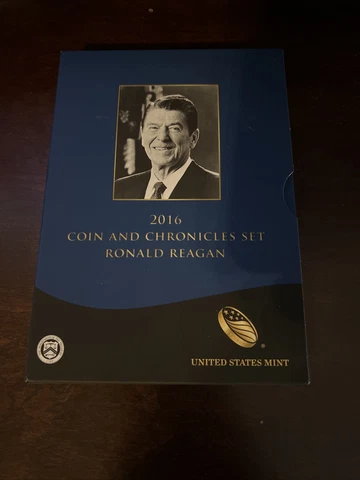 2016
COIN AND CHRONICLES SET
RONALD REAGAN
UNITED STATES MINT